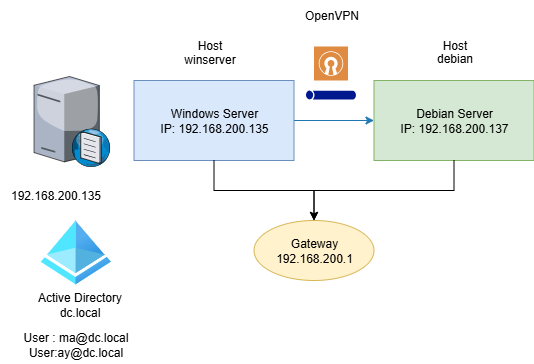 OpenVPN
Host
winserver
Host
debian
Windows Server
IP: 192.168.200.135
Debian Server
IP: 192.168.200.137
192.168.200.135
Gateway
192.168.200.1
Active Directory
dc.local
User : ma@dc.local
User:ay@dc.local